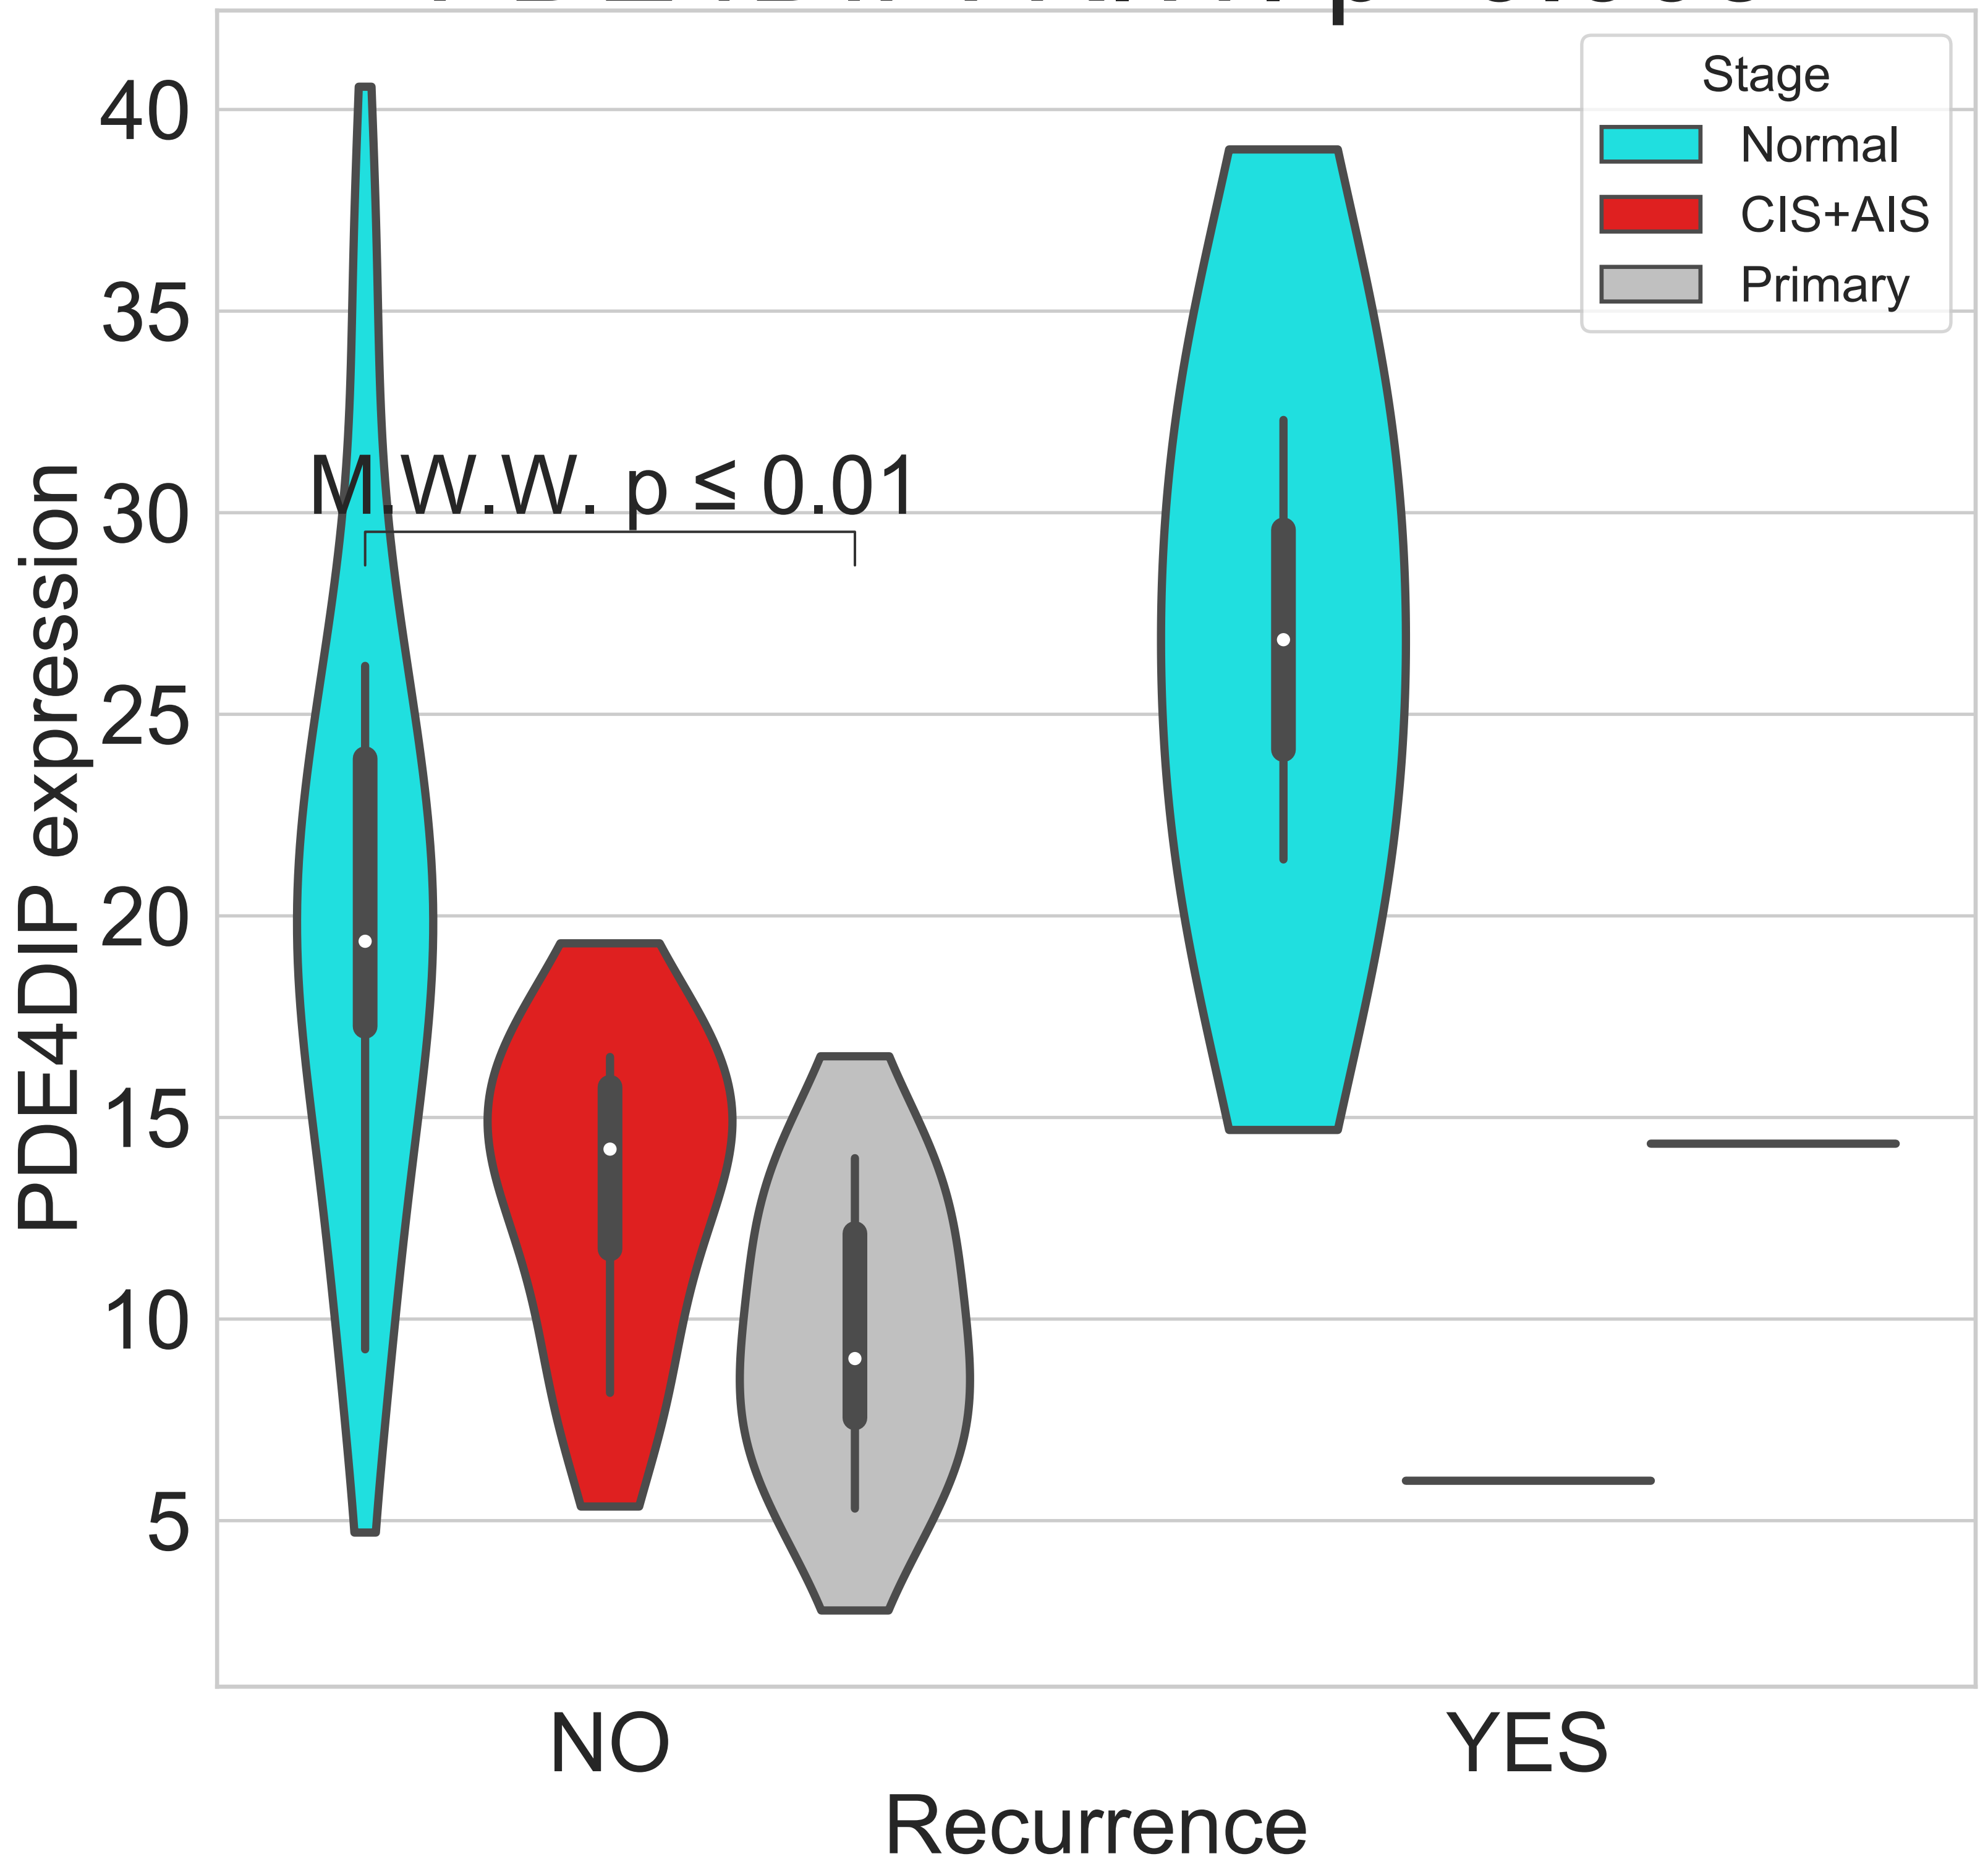 Stage
Normal
CIS+AIS
Primary
40
35
30
25
20
15
10
5
M.W.W. p ≤ 0.01
PDE4DIP expression
NO
YES
Recurrence